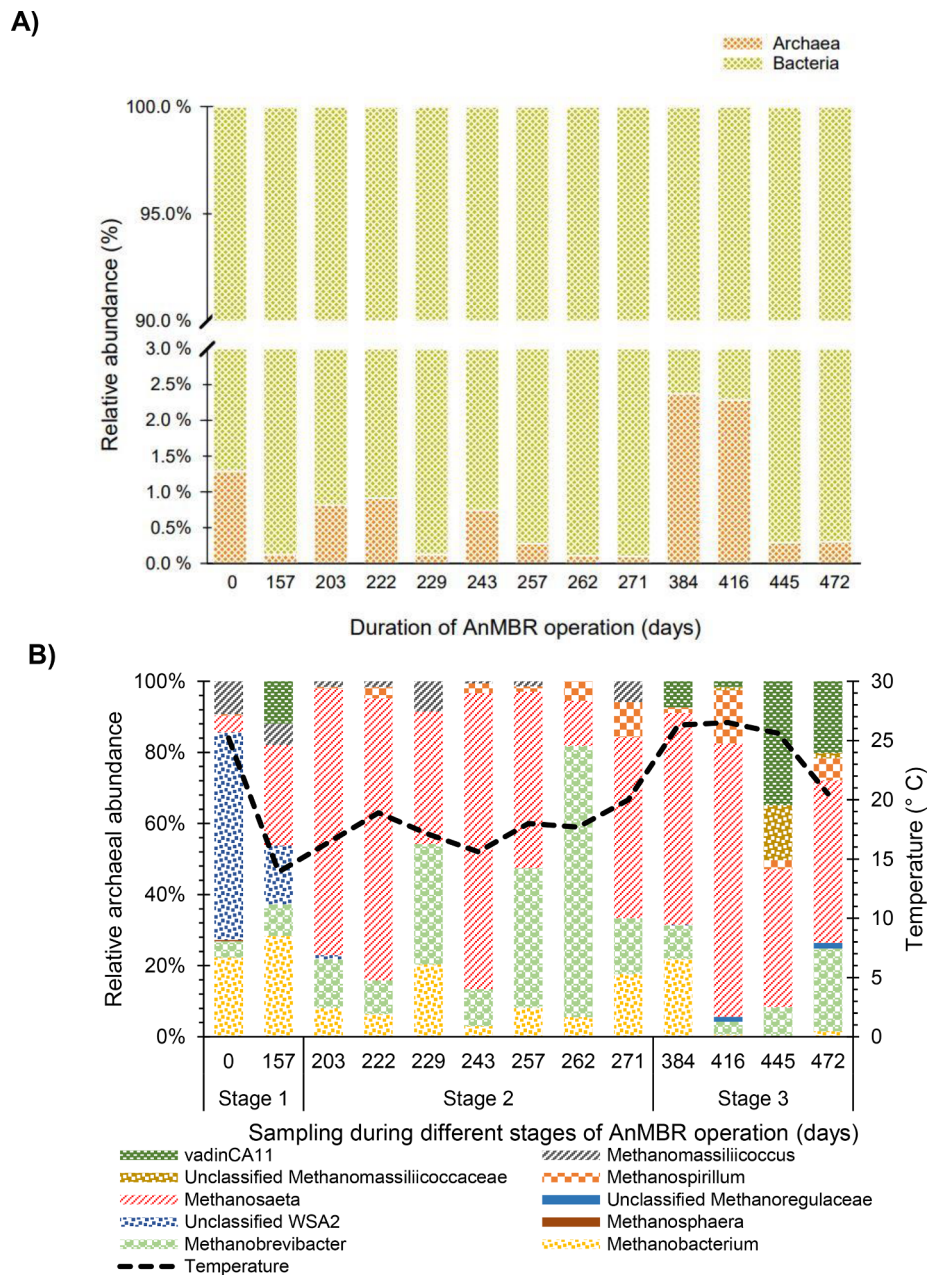 A)
Archaea
Bacteria
100.0 %
95.0%
90.0 %
3.0 %
2.5%
2.0 %
1.5%
1.0 %
0.5%
0.0 %
Relative abundance (%)
0 157 203 222 229 243 257 262 271 384 416 445 472
Duration of AnMBR operation (days)
B)
100%
80%
60%
40%
20%
0%
Relative archaeal abundance
30
25
20
15
10
5
0
Temperature (° C)
0 157 203 222 229 243 257 262 271 384 416 445 472
Stage 1 Stage 2 Stage 3
Sampling during different stages of AnMBR operation (days)
vadinCA11 Methanomassiliicoccus
Unclassified Methanomassiliicoccaceae Methanospirillum
Methanosaeta Unclassified Methanoregulaceae
Unclassified WSA2 Methanosphaera
Methanobrevibacter Methanobacterium
Temperature